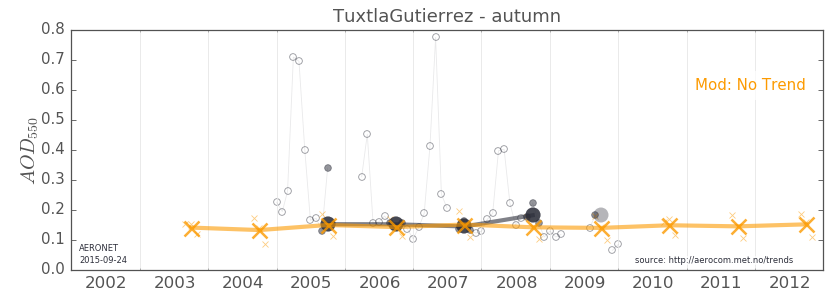 TuxtlaGutierrez - autumn
0.8
0.7
0.6
0.5
0.4
0.3
0.2
0.1
0.0
AOD550
Mod: No Trend
AERONET
2015-09-24
source: http://aerocom.met.no/trends
2002 2003 2004 2005 2006 2007 2008 2009 2010 2011 2012